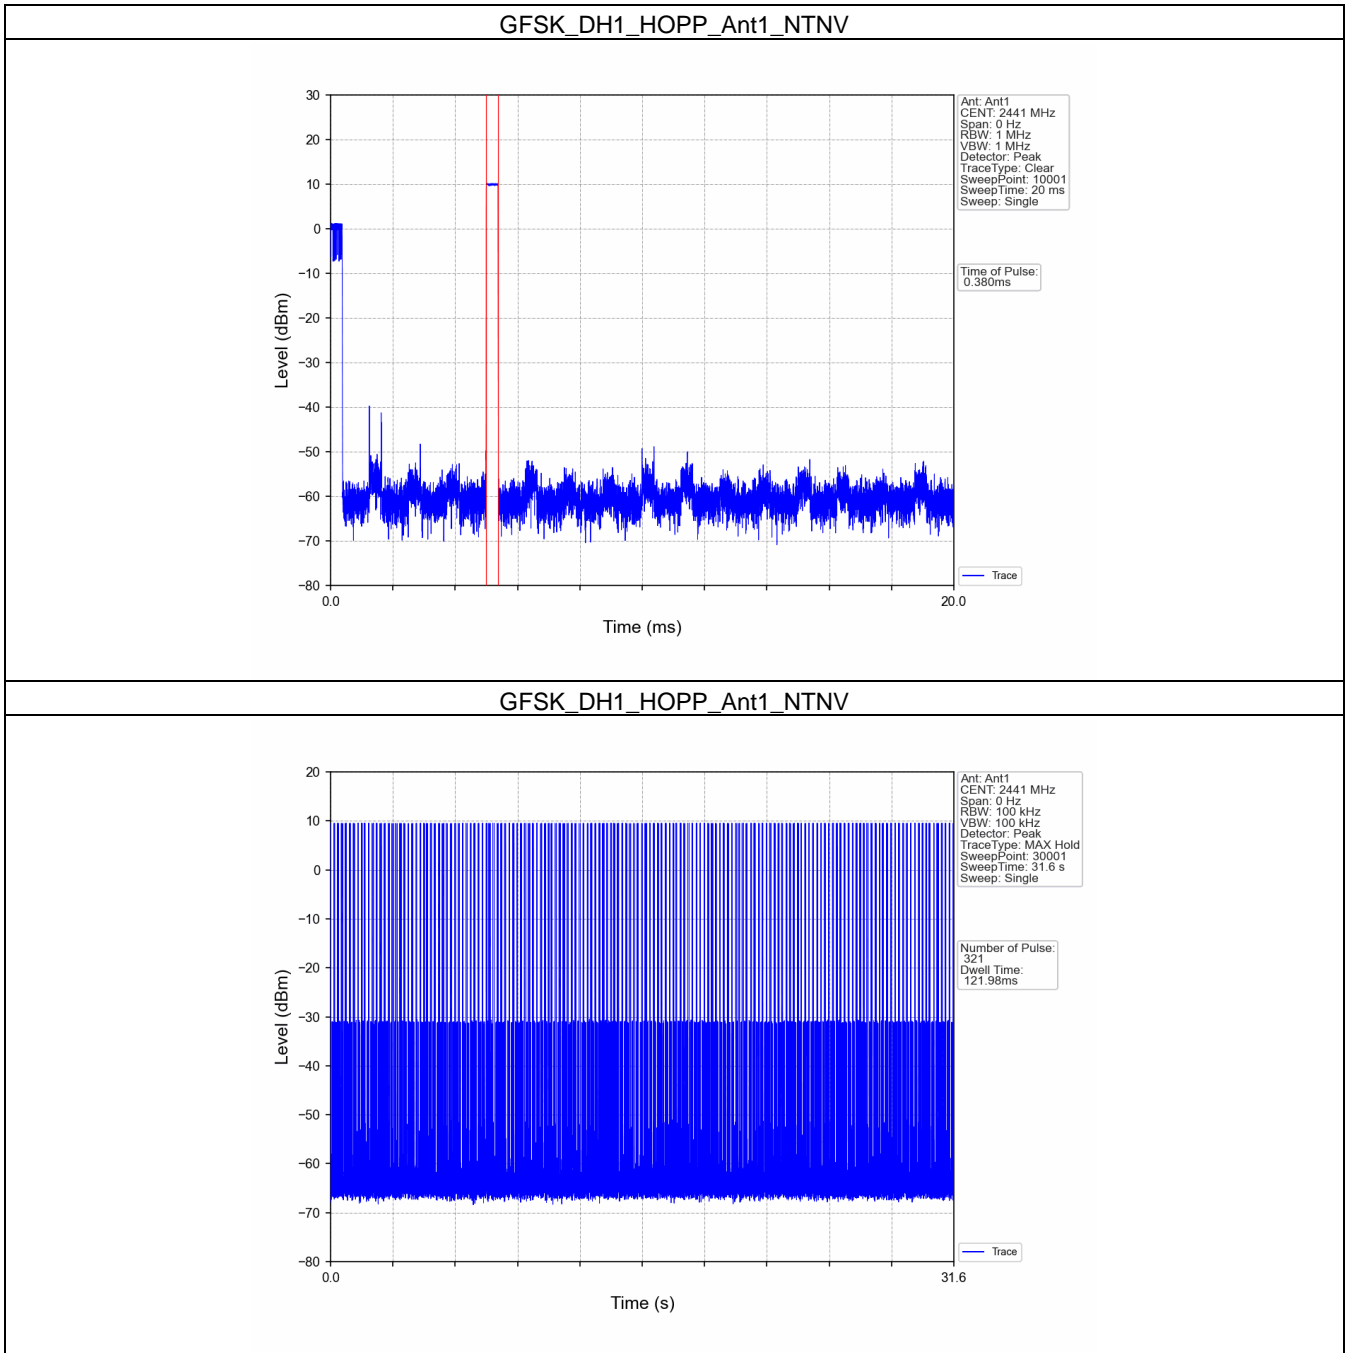 GFSK_DH1_HOPP_Ant1_NTNV
30
20
10
0
−10
−20
−30
−40
−50
−60
−70
−80
Level (dBm)
0.0
20.0
Time (ms)
Ant: Ant1
CENT: 2441 MHz
Span: 0 Hz
RBW: 1 MHz
VBW: 1 MHz
Detector: Peak
TraceType: Clear
SweepPoint: 10001
SweepTime: 20 ms
Sweep: Single
Time of Pulse:
0.380ms
Trace
GFSK_DH1_HOPP_Ant1_NTNV
20
10
0
−10
−20
−30
−40
−50
−60
−70
−80
Level (dBm)
0.0
31.6
Time (s)
Ant: Ant1
CENT: 2441 MHz
Span: 0 Hz
RBW: 100 kHz
VBW: 100 kHz
Detector: Peak
TraceType: MAX Hold
SweepPoint: 30001
SweepTime: 31.6 s
Sweep: Single
Number of Pulse:
321
Dwell Time:
121.98ms
Trace